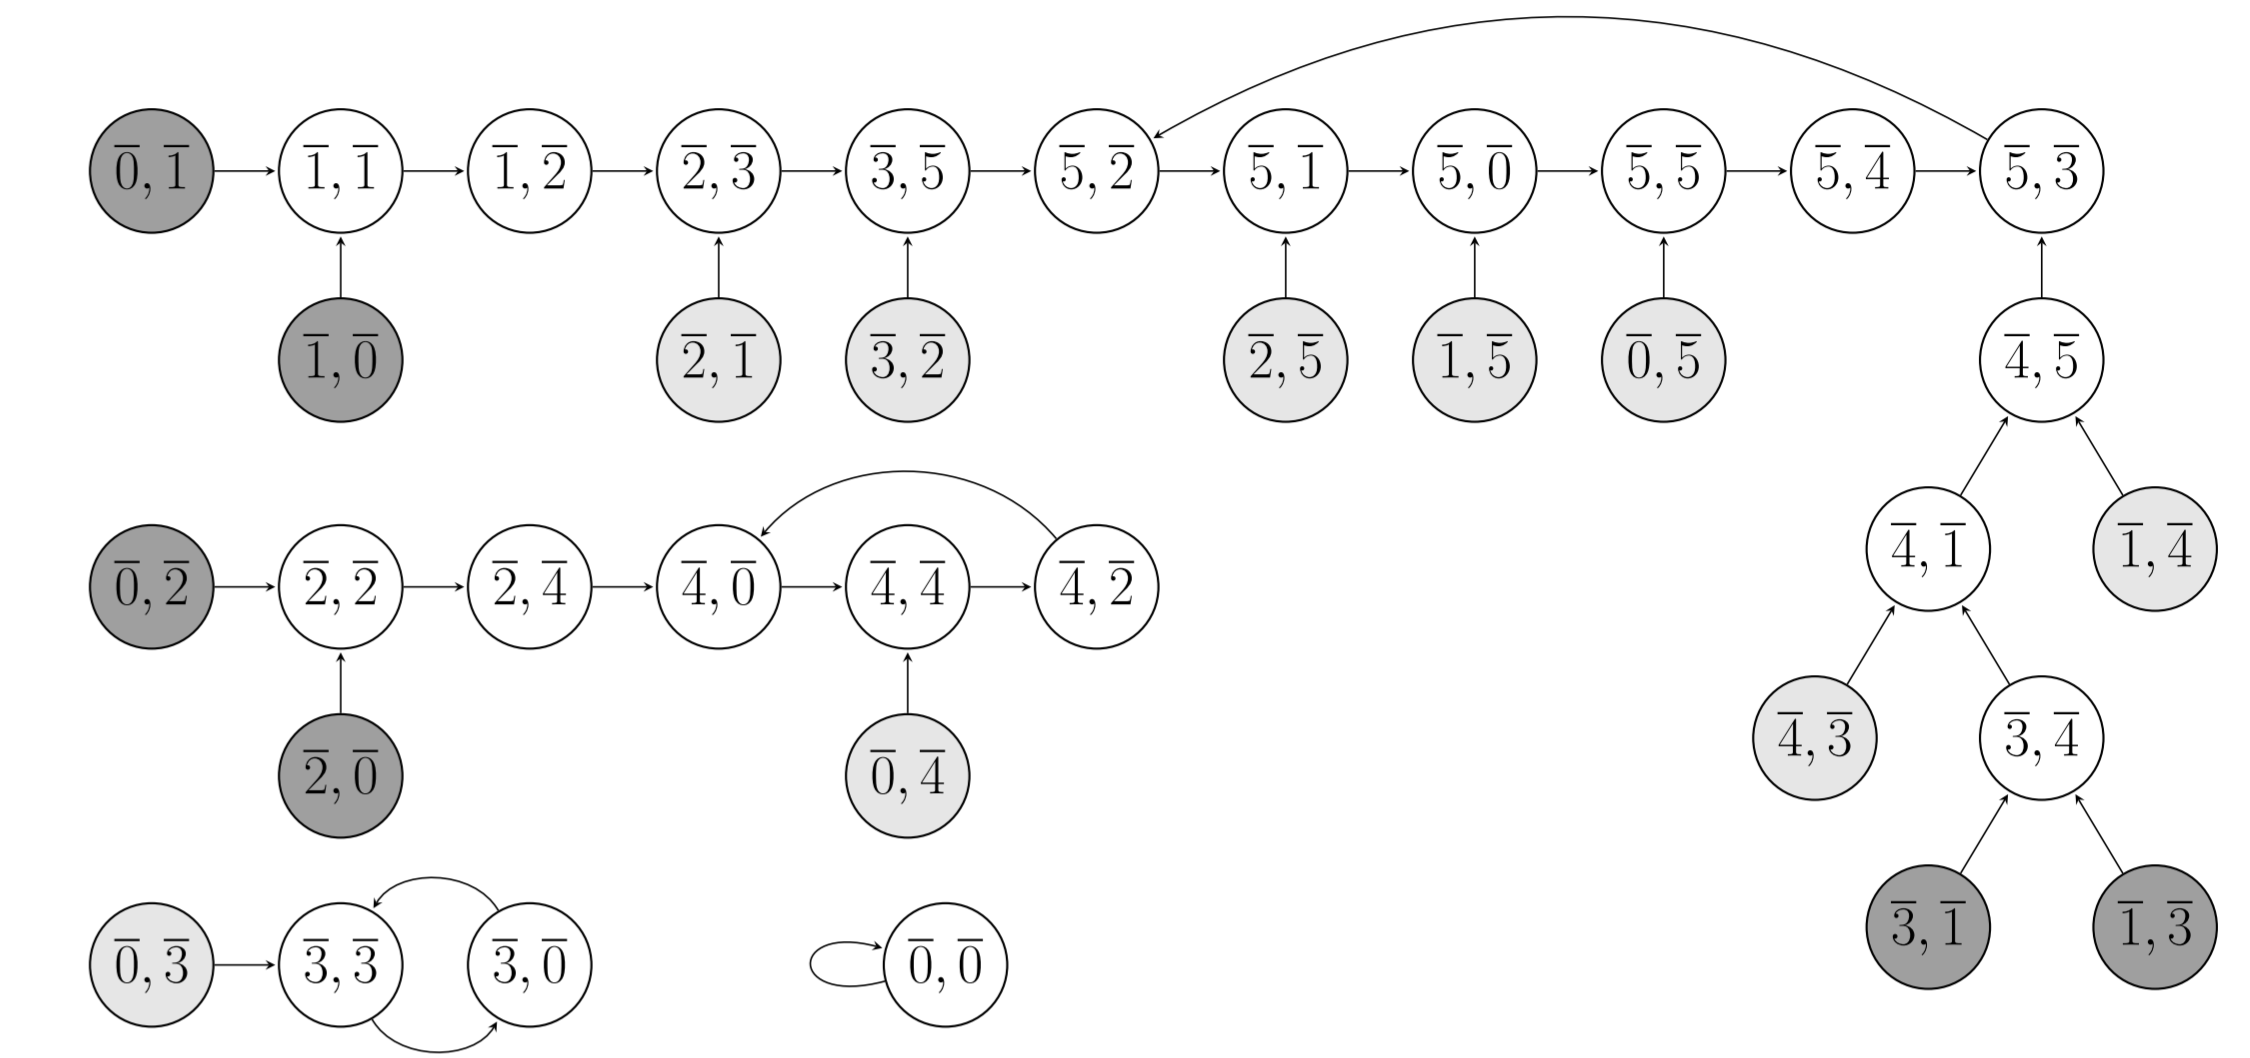 0̅, 1̅ 1̅, 1̅ 1̅, 2̅ 2̅, 3̅ 3̅, 5̅ 5̅, 2̅ 5̅, 1̅ 5̅, 0̅ 5̅, 5̅ 5̅, 4̅ 5̅, 3̅
1̅, 0̅ 2̅, 1̅ 3̅, 2̅ 2̅, 5̅ 1̅, 5̅ 0̅, 5̅ 4̅, 5̅
4̅, 1̅ 1̅, 4̅
0̅, 2̅ 2̅, 2̅ 2̅, 4̅ 4̅, 0̅ 4̅, 4̅ 4̅, 2̅
4̅, 3̅ 3̅, 4̅
2̅, 0̅ 0̅, 4̅
3̅, 1̅ 1̅, 3̅
0̅, 3̅ 3̅, 3̅ 3̅, 0̅ 0̅, 0̅